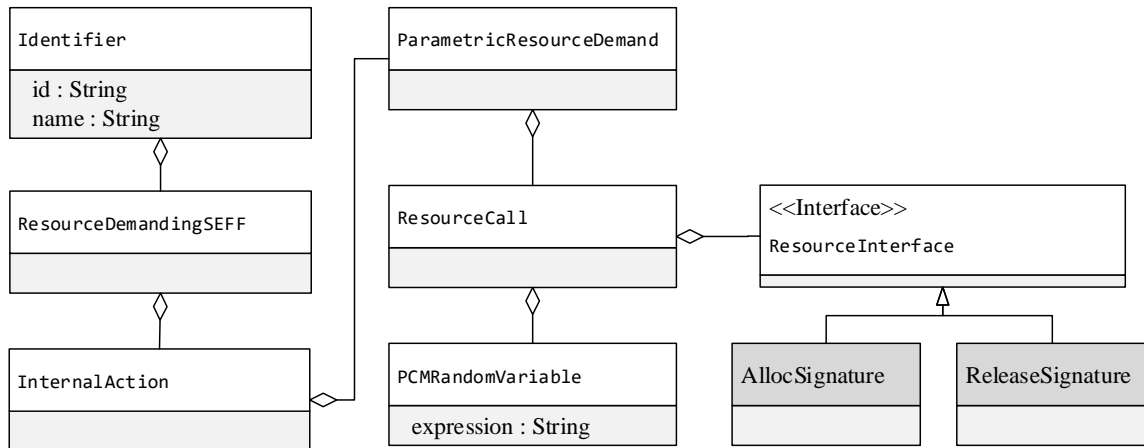 Identifier
id : String
name : String
ResourceDemandingSEFF
InternalAction
ParametricResourceDemand
ResourceCall
PCMRandomVariable
expression : String
<<Interface>>
ResourceInterface
AllocSignature
ReleaseSignature